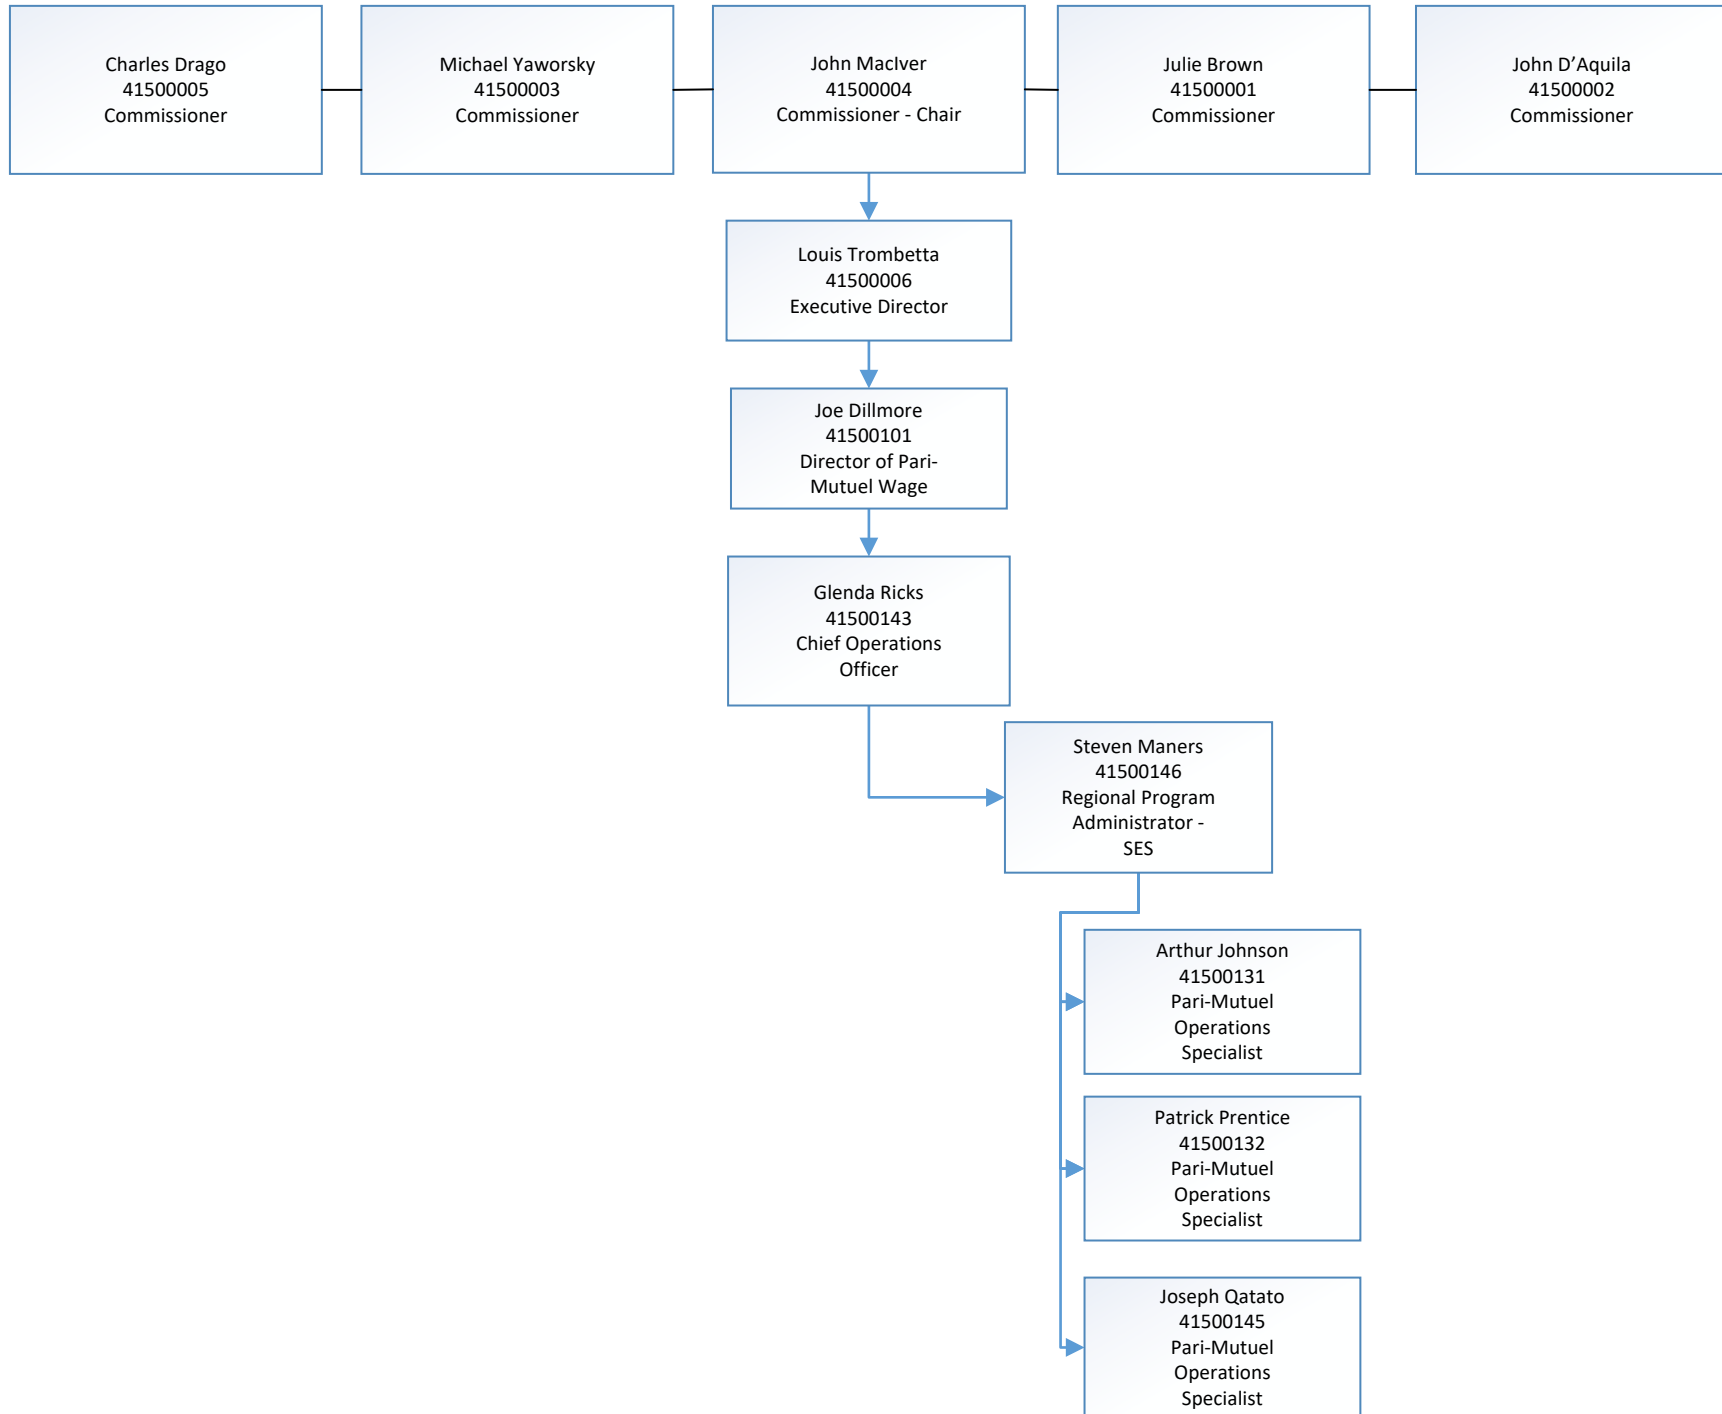 Charles Drago
41500005
Commissioner
Michael Yaworsky
41500003
Commissioner
John MacIver
41500004
Commissioner - Chair
Julie Brown
41500001
Commissioner
John D’Aquila
41500002
Commissioner
Louis Trombetta
41500006
Executive Director
Joe Dillmore
41500101
Director of Pari-
Mutuel Wage
Glenda Ricks
41500143
Chief Operations
Officer
Steven Maners
41500146
Regional Program
Administrator -
SES
Arthur Johnson
41500131
Pari-Mutuel
Operations
Specialist
Patrick Prentice
41500132
Pari-Mutuel
Operations
Specialist
Joseph Qatato
41500145
Pari-Mutuel
Operations
Specialist